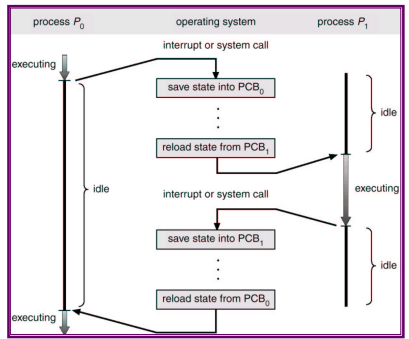 process P0 operating system process P1
interrupt or system call
executing
save state into PCB0
idle
reload state from PCB1
idle
interrupt or system call
executing
save state into PCB1
idle
reload state from PCB0
executing